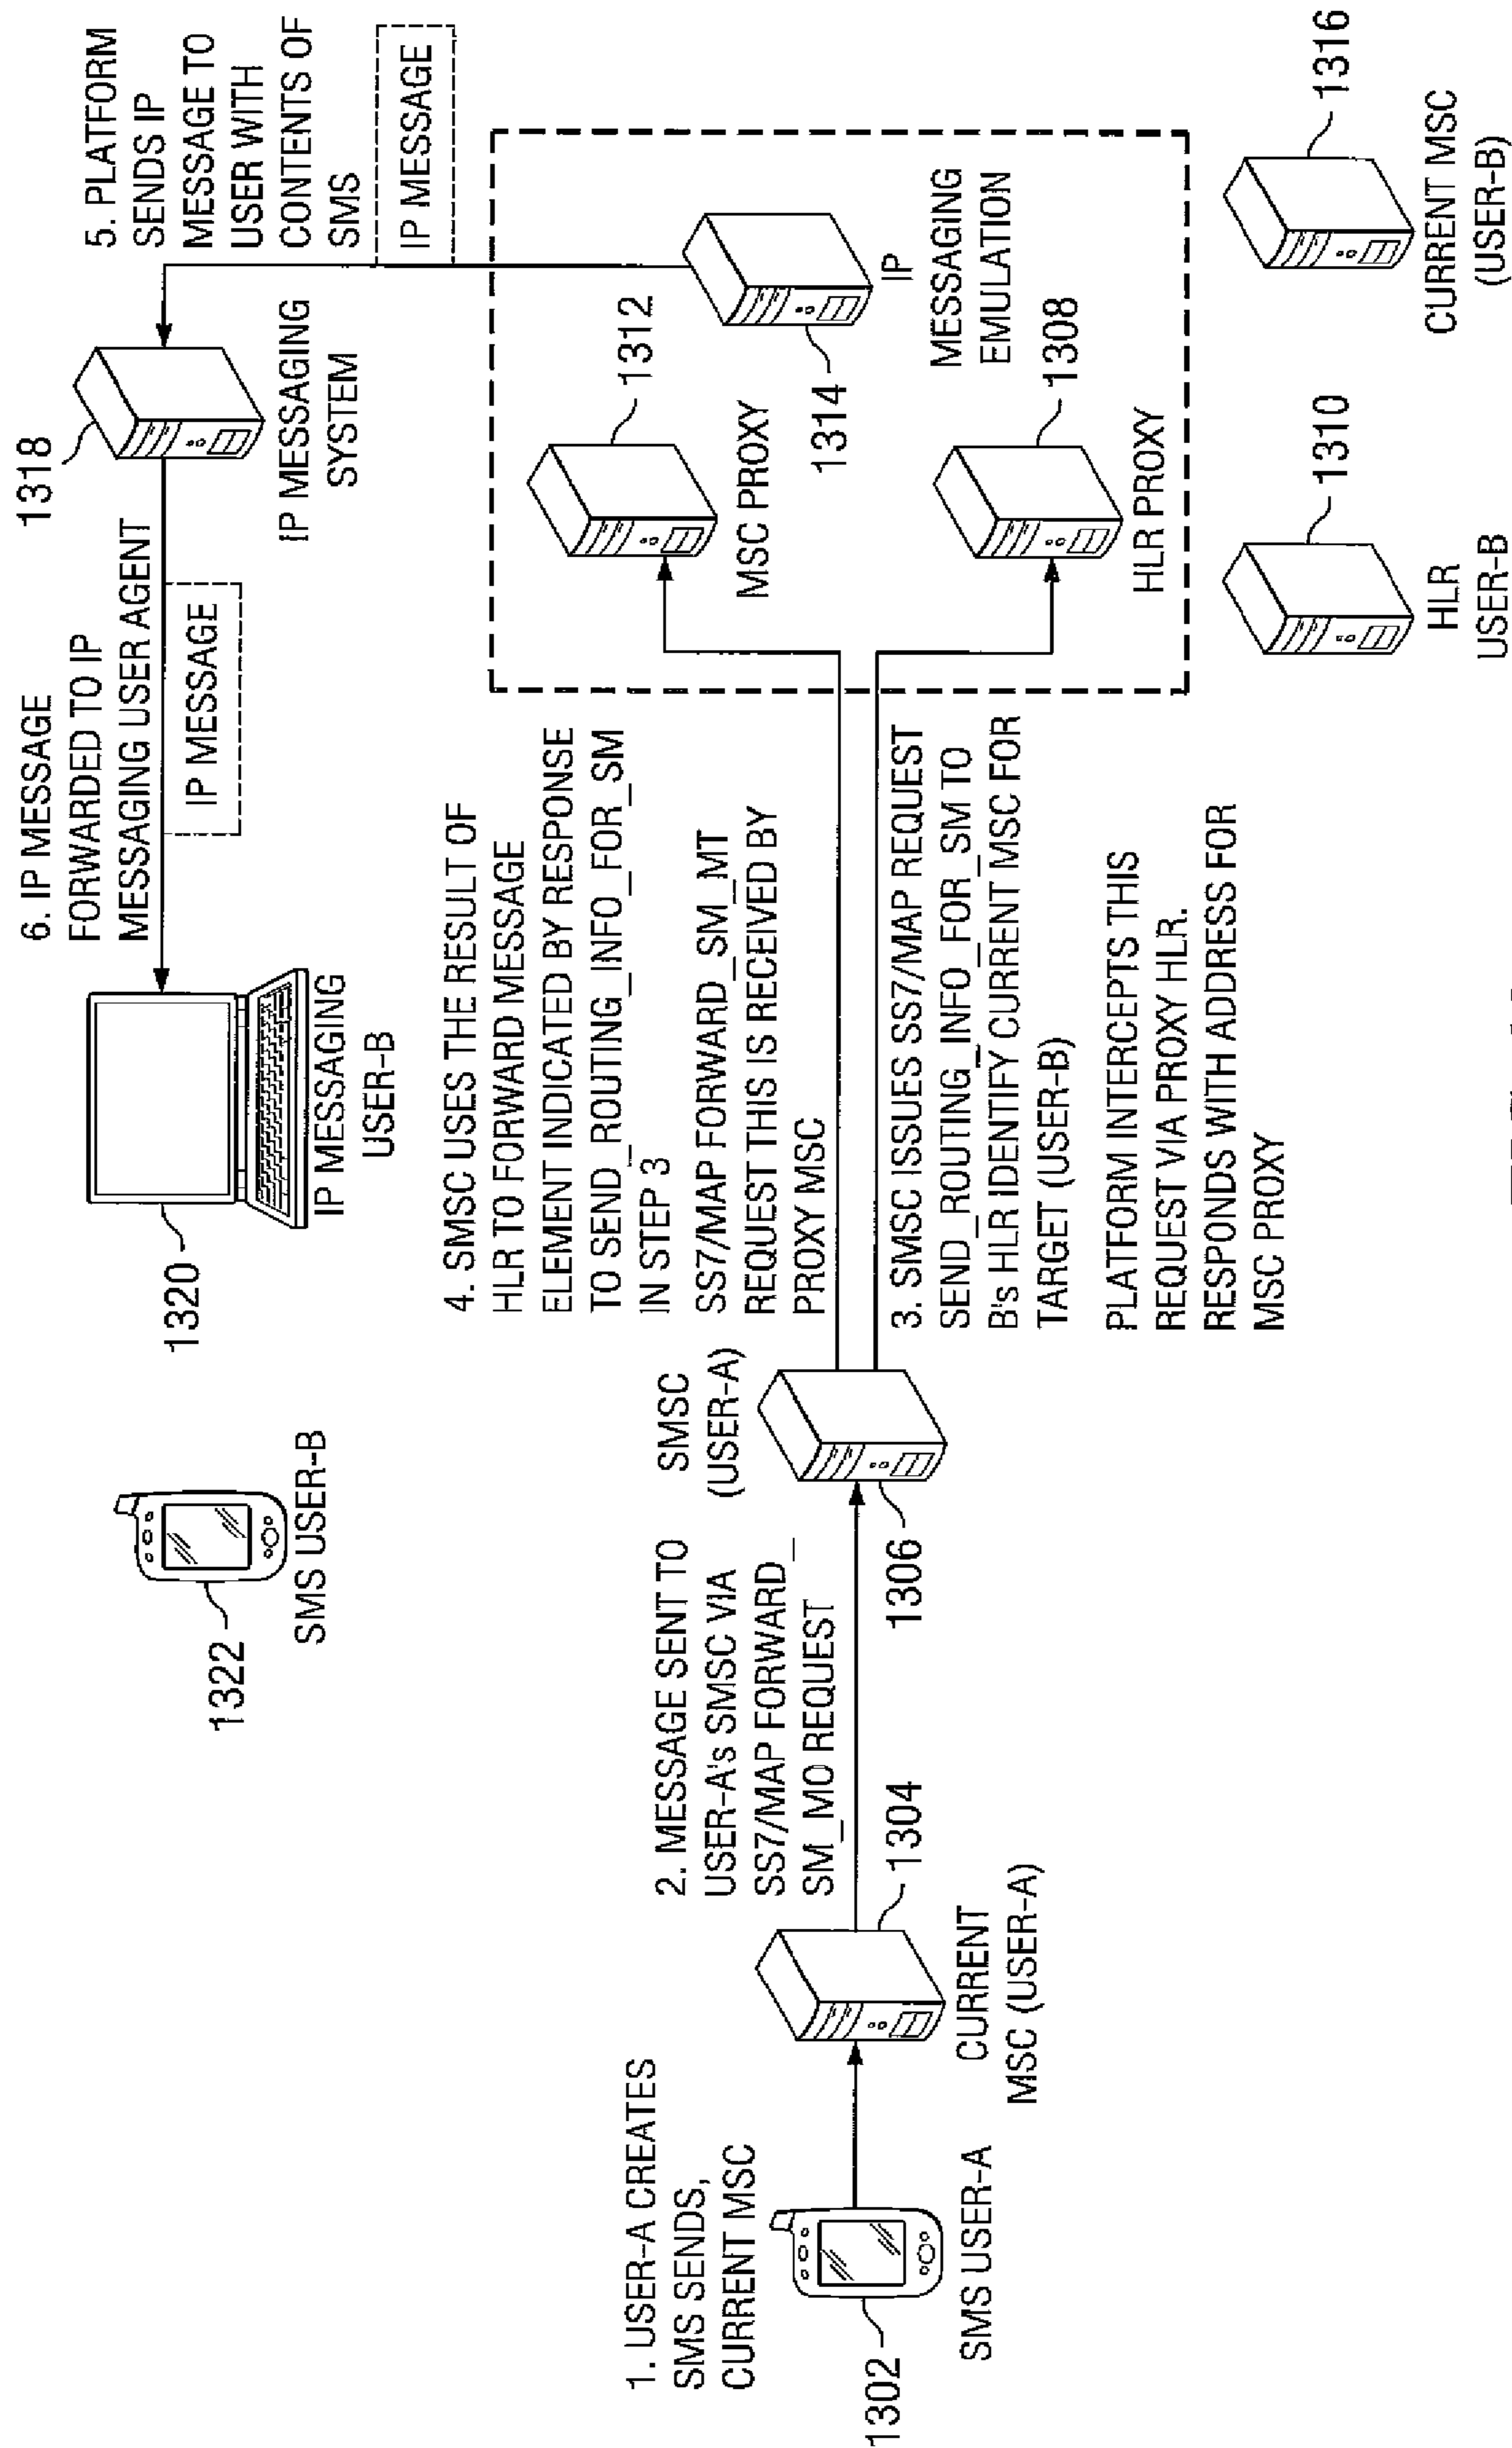 1318
6. IP MESSAGE
FORWARDED TO IP
MESSAGING USER AGENT
IP MESSAGE
IP MESSAGING
SYSTEM
5. PLATFORM
SENDS IP
MESSAGE TO
USER WITH
CONTENTS OF
SMS
IP MESSAGE
1320
IP MESSAGING
USER-B
1322
SMS USER-B
1. USER-A CREATES
SMS SENDS,
CURRENT MSC
1302
SMS USER-A
1304
CURRENT
MSC (USER-A)
2. MESSAGE SENT TO
USER-A's SMSC VIA
SS7/MAP FORWARD_
SM_MO REQUEST
SMSC
(USER-A)
1306
4. SMSC USES THE RESULT OF
HLR TO FORWARD MESSAGE
ELEMENT INDICATED BY RESPONSE
TO SEND_ROUTING_INFO_FOR_SM
IN STEP 3
SS7/MAP FORWARD_SM_MT
REQUEST THIS IS RECEIVED BY
PROXY MSC
3. SMSC ISSUES SS7/MAP REQUEST
SEND_ROUTING_INFO_FOR_SM TO
B's HLR IDENTIFY CURRENT MSC FOR
TARGET (USER-B)
PLATFORM INTERCEPTS THIS
REQUEST VIA PROXY HLR.
RESPONDS WITH ADDRESS FOR
MSC PROXY
1312
MSC PROXY
1314
IP
MESSAGING
EMULATION
1308
HLR PROXY
1310
HLR
USER-B
1316
CURRENT MSC
(USER-B)